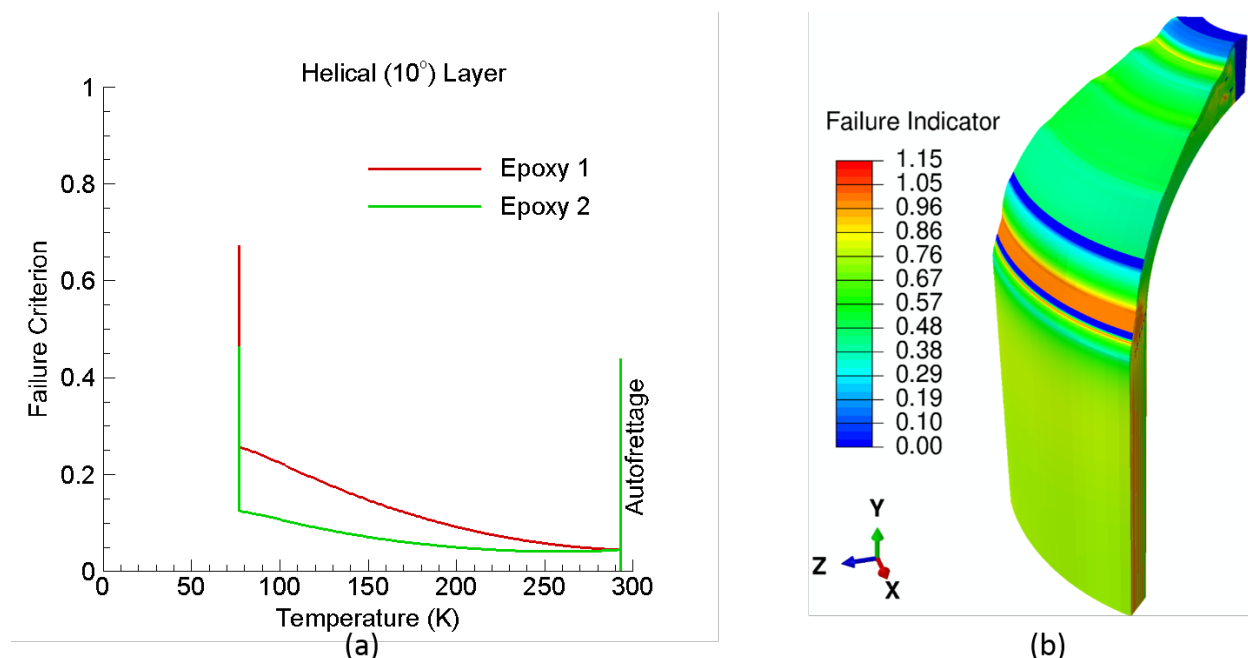 Helical (10°) Layer
1
0.8
0.6
0.4
0.2
0
Failure Criterion
Epoxy 1
Epoxy 2
Autofrettage
0 50 100 150 200 250 300
Temperature (K)
(a)
Failure Indicator
1.15
1.05
0.96
0.86
0.76
0.67
0.57
0.48
0.38
0.29
0.19
0.10
0.00
Y
Z
X
(b)